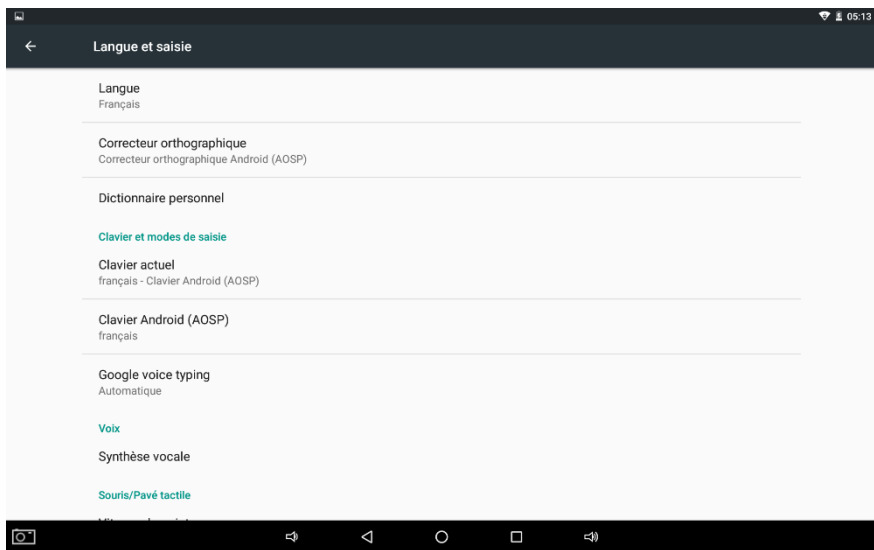 05:13
Langue et saisie
Langue
Français
Correcteur orthographique
Correcteur orthographique Android (AOSP)
Dictionnaire personnel
Clavier et modes de saisie
Clavier actuel
français - Clavier Android (AOSP)
Clavier Android (AOSP)
français
Google voice typing
Automatique
Voix
Synthèse vocale
Souris/Pavé tactile